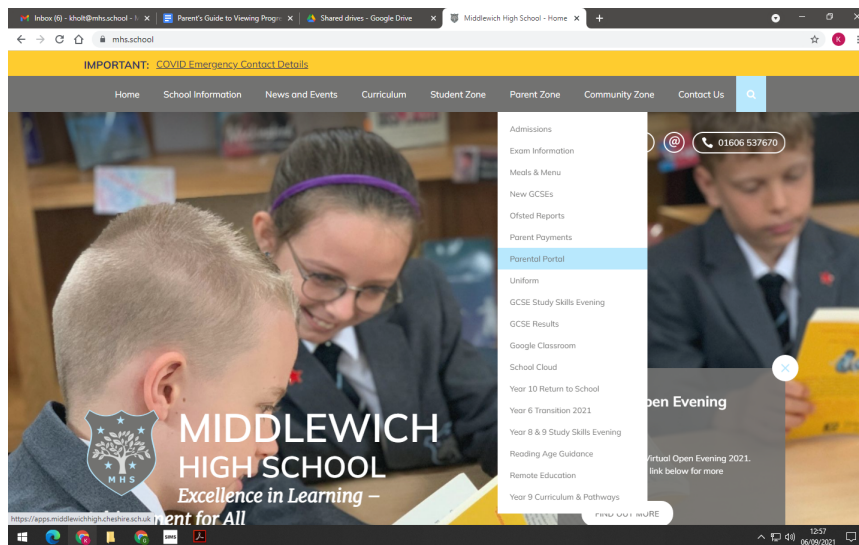 Inbox (6) - kholt@mhs.school - M
Parent's Guide to Viewing Progre
Shared drives - Google Drive
Middlewich High School - Home
mhs.school
IMPORTANT: COVID Emergency Contact Details
Home School Information News and Events Curriculum Student Zone Parent Zone Community Zone Contact Us
@ 01606 537670
Admissions
Exam Information
Meals & Menu
New GCSEs
Ofsted Reports
Parent Payments
Parental Portal
Uniform
GCSE Study Skills Evening
GCSE Results
Google Classroom
School Cloud
Year 10 Return to School
Year 6 Transition 2021
Year 8 & 9 Study Skills Evening
Reading Age Guidance
Remote Education
Year 9 Curriculum & Pathways
Evening
Virtual Open Evening 2021.
link below for more
FIND OUT MORE
MHS
MIDDLEWICH
HIGH SCHOOL
Excellence in Learning –
for All
https://apps.middlewichhigh.cheshire.sch.uk
SIMS
12:57
06/09/2021